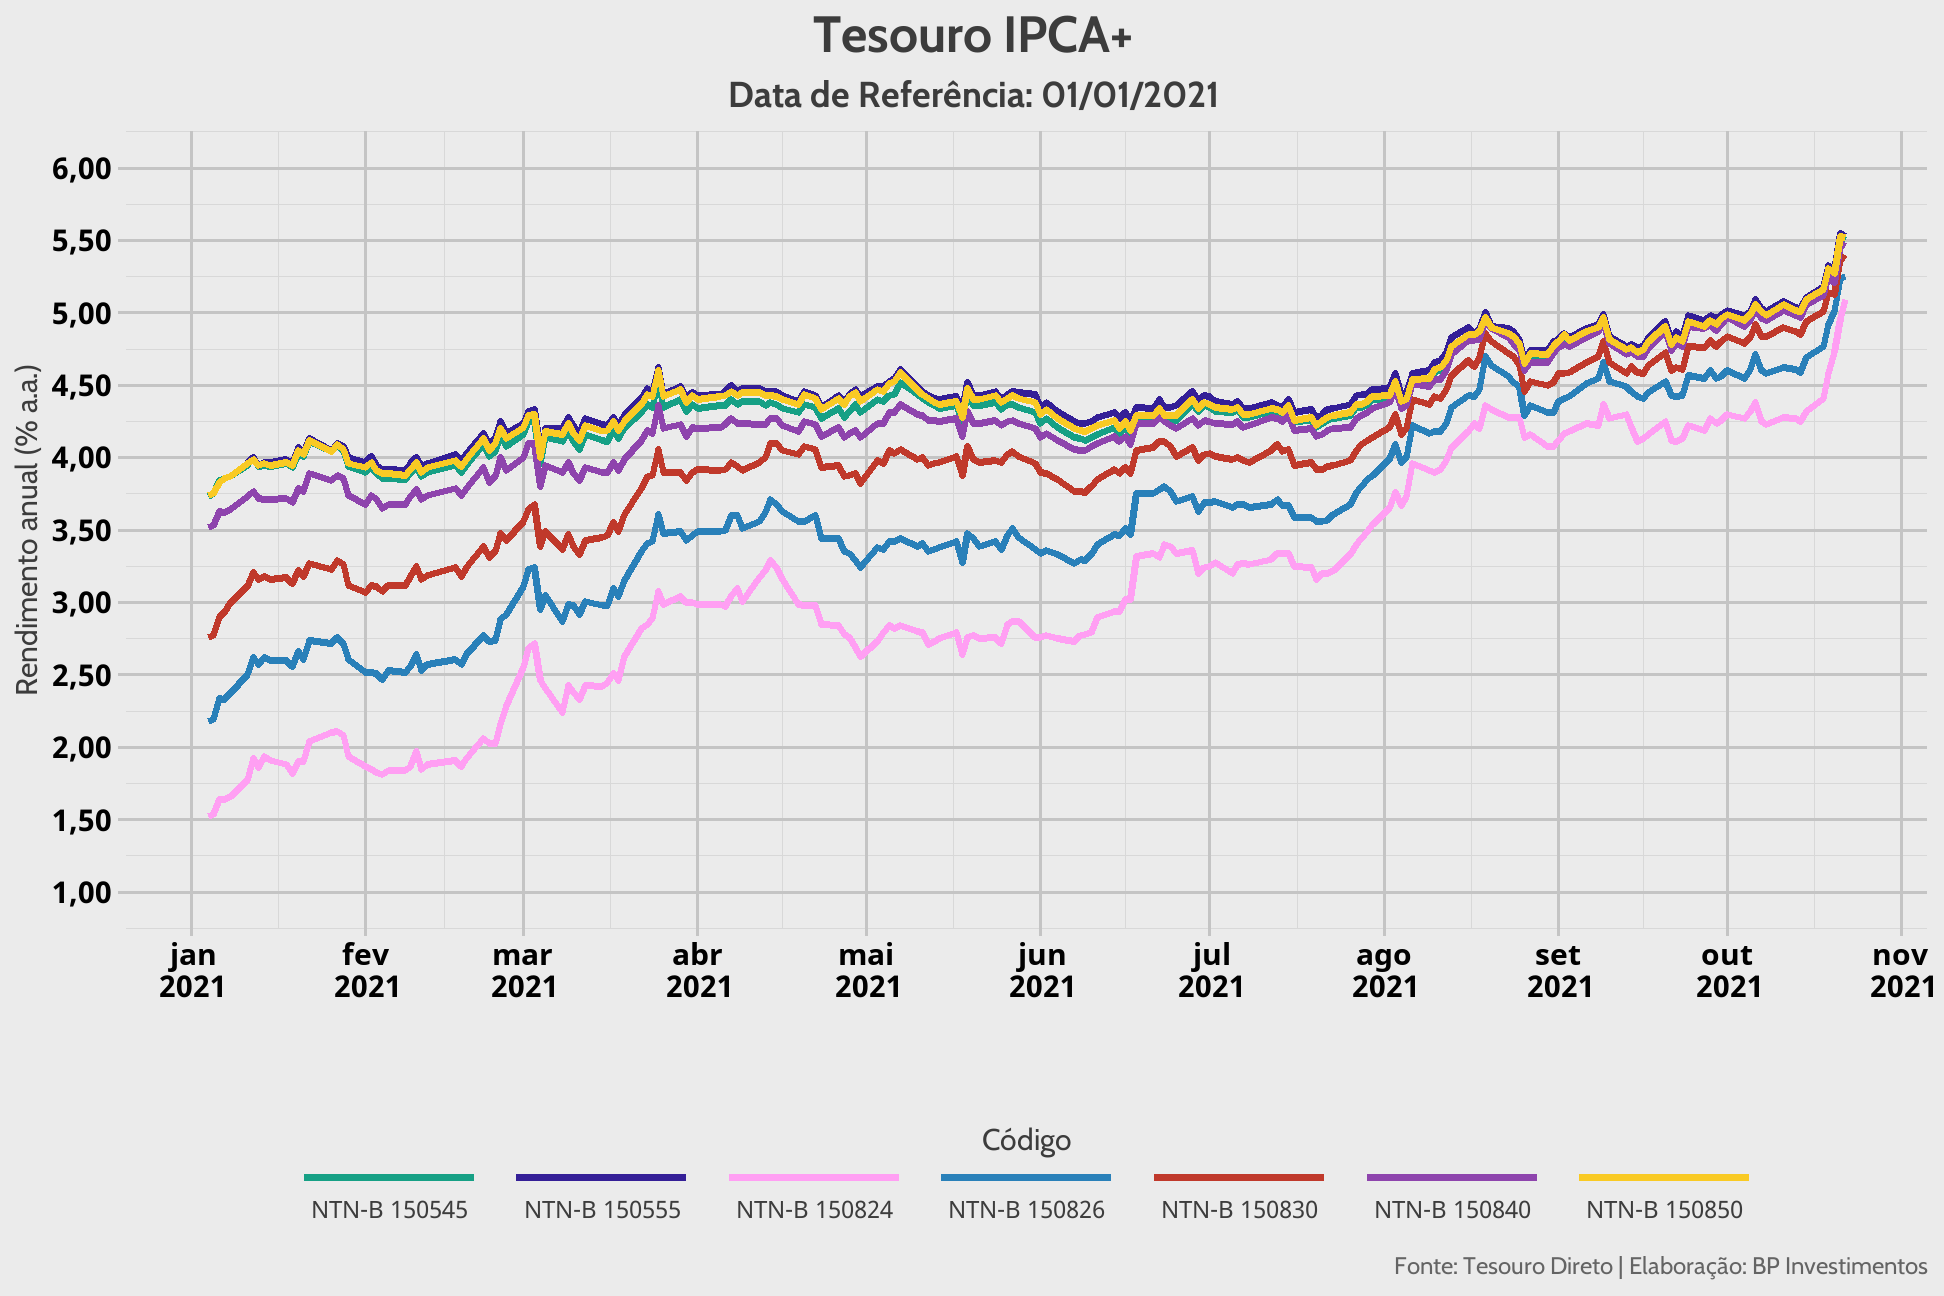 Tesouro IPCA+
Data de Referência: 01/01/2021
Rendimento anual (% a.a.)
6,00
5,50
5,00
4,50
4,00
3,50
3,00
2,50
2,00
1,50
1,00
jan fev mar abr mai jun jul ago set out nov
2021 2021 2021 2021 2021 2021 2021 2021 2021 2021 2021
Código
NTN-B 150545 NTN-B 150555 NTN-B 150824 NTN-B 150826 NTN-B 150830 NTN-B 150840 NTN-B 150850
Fonte: Tesouro Direto | Elaboração: BP Investimentos